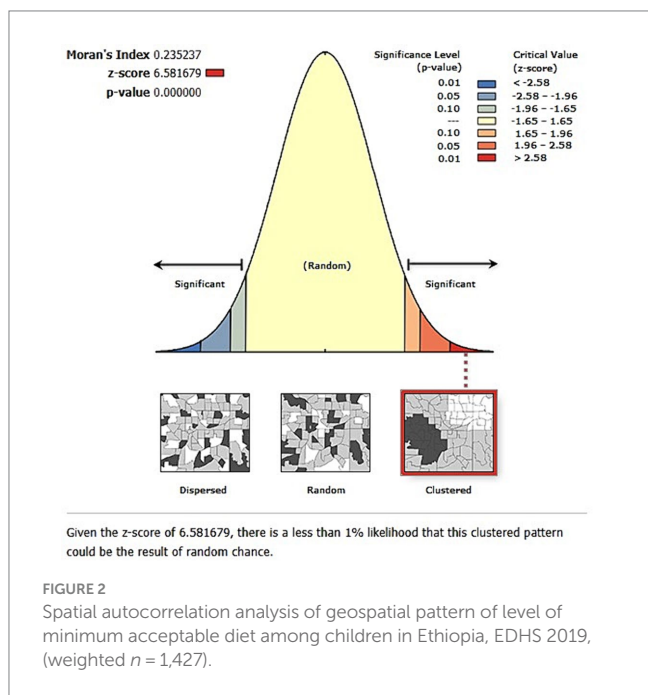 Moran's Index 0.235237
z-score 6.581679
p-value 0.000000
Significance Level
(p-value)
Critical Value
(z-score)
0.01 < -2.58
0.05 -2.58 – -1.96
0.10 -1.96 – -1.65
--- -1.65 – 1.65
0.10 1.65 – 1.96
0.05 1.96 – 2.58
0.01 > 2.58
(Random)
Significant
Significant
Dispersed
Random
Clustered
Given the z-score of 6.581679, there is a less than 1% likelihood that this clustered pattern
could be the result of random chance.
FIGURE 2
Spatial autocorrelation analysis of geospatial pattern of level of
minimum acceptable diet among children in Ethiopia, EDHS 2019,
(weighted n = 1,427).